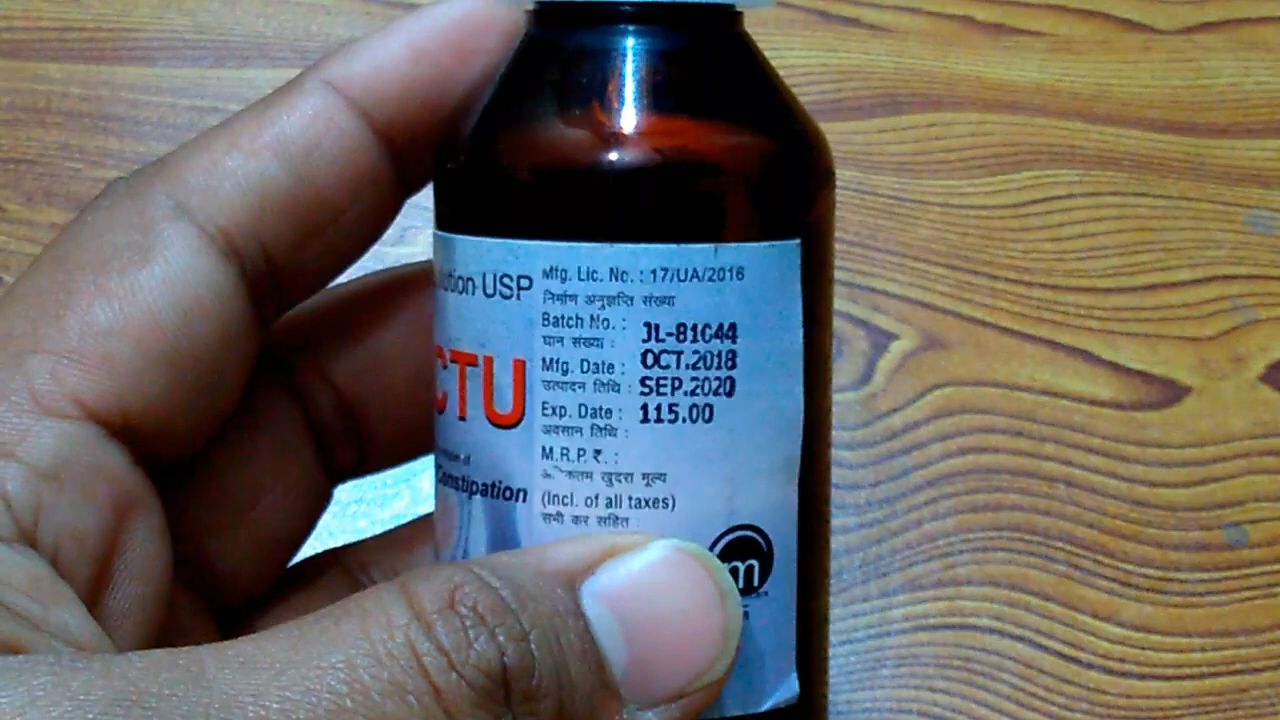 USP
CTU
Constipation
Mfg. Lic. No. : 17/UA/2016
निर्माण अनुज्ञप्ति संख्या
Batch No. : JL-81044
घान संख्या :
Mfg. Date : OCT.2018
उत्पादन तिथि : SEP.2020
Exp. Date : 115.00
अवसान तिथि :
M.R.P. ₹. :
खुदरा मूल्य
(Incl. of all taxes)
सभी कर सहित :
m